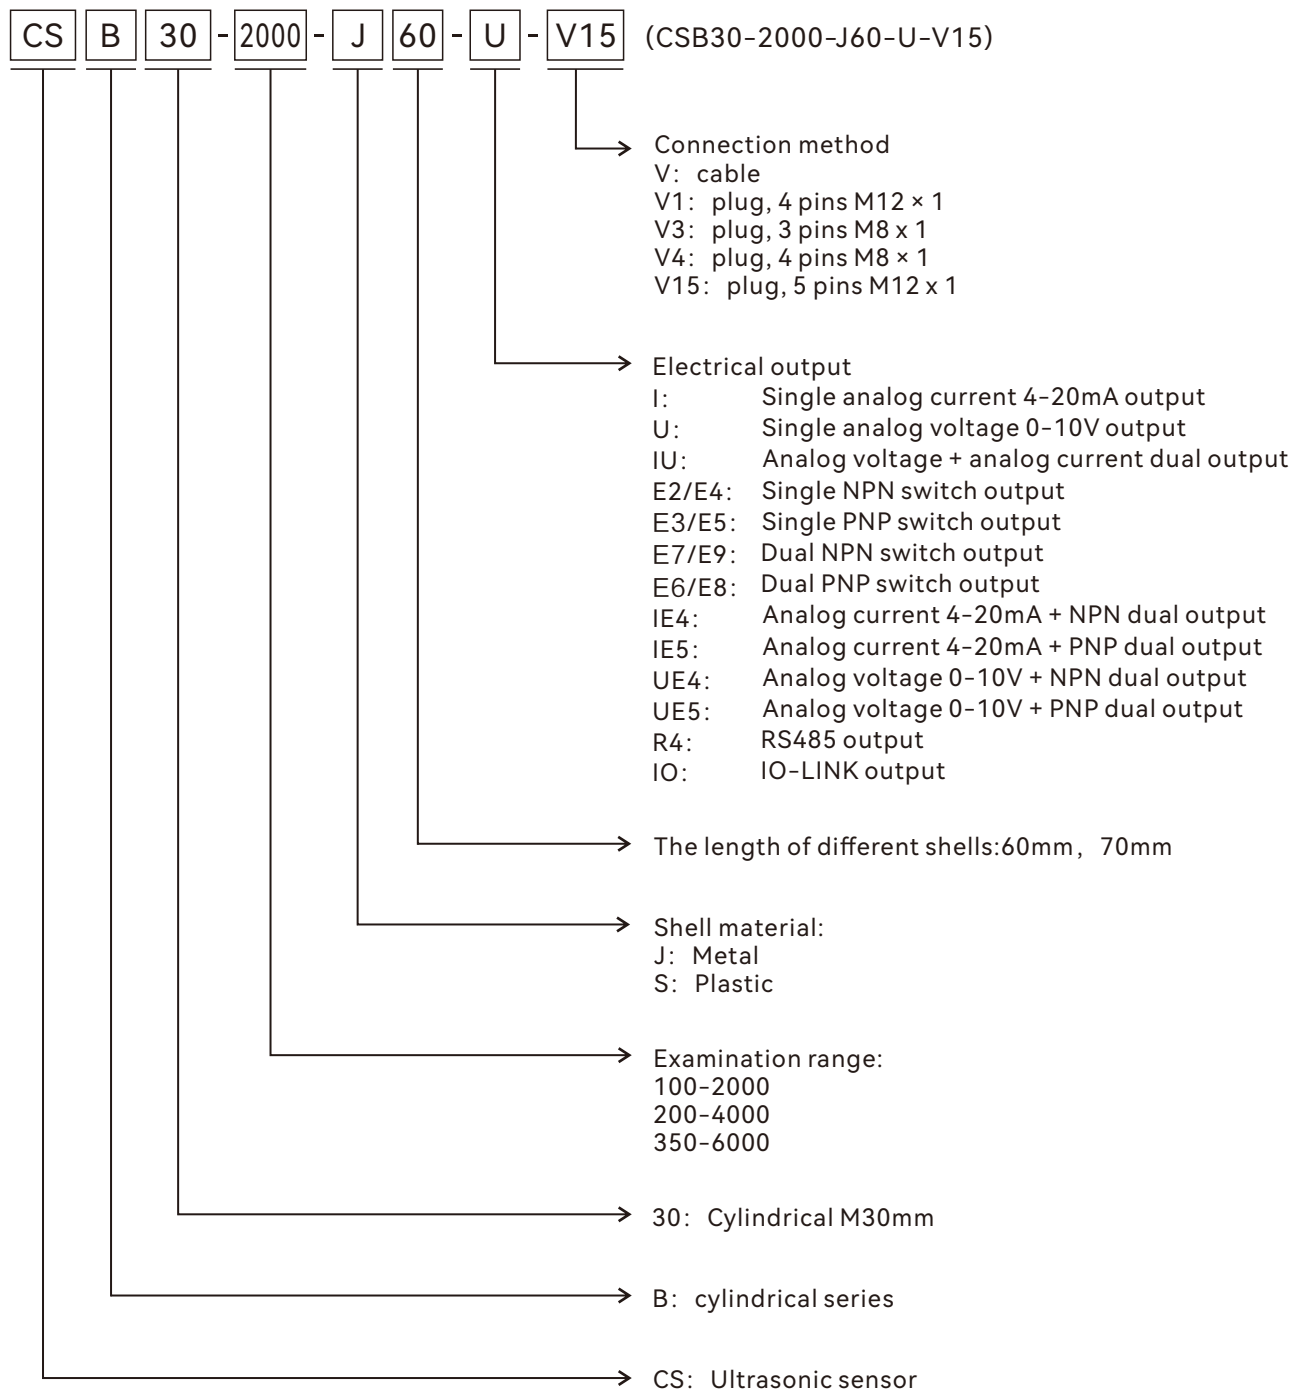 CS B 30 - 2000 - J 60 - U - V15 (CSB30-2000-J60-U-V15)
Connection method
V: cable
V1: plug, 4 pins M12 × 1
V3: plug, 3 pins M8 x 1
V4: plug, 4 pins M8 × 1
V15: plug, 5 pins M12 x 1
Electrical output
I: Single analog current 4-20mA output
U: Single analog voltage 0-10V output
IU: Analog voltage + analog current dual output
E2/E4: Single NPN switch output
E3/E5: Single PNP switch output
E7/E9: Dual NPN switch output
E6/E8: Dual PNP switch output
IE4: Analog current 4-20mA + NPN dual output
IE5: Analog current 4-20mA + PNP dual output
UE4: Analog voltage 0-10V + NPN dual output
UE5: Analog voltage 0-10V + PNP dual output
R4: RS485 output
IO: IO-LINK output
The length of different shells:60mm, 70mm
Shell material:
J: Metal
S: Plastic
Examination range:
100-2000
200-4000
350-6000
30: Cylindrical M30mm
B: cylindrical series
CS: Ultrasonic sensor